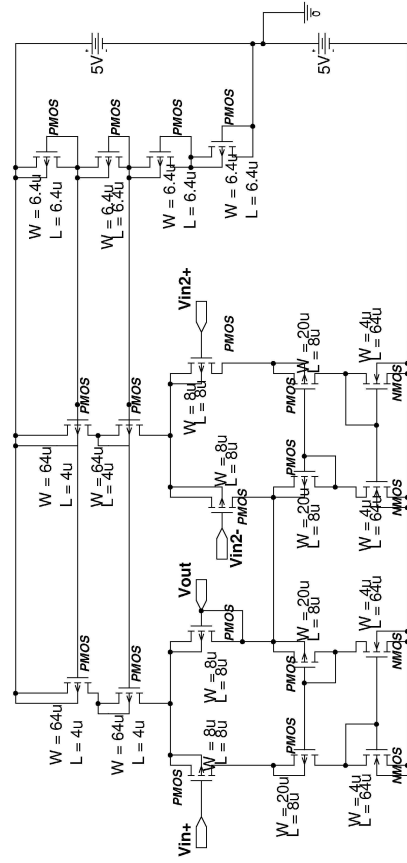 0
5V
5V
PMOS
PMOS
PMOS
PMOS
W = 6.4u
L = 6.4u
W = 6.4u
L = 6.4u
W = 6.4u
L = 6.4u
W = 6.4u
L = 6.4u
PMOS
W = 64u
L = 4u
PMOS
W = 64u
L = 4u
PMOS
W = 64u
L = 4u
PMOS
W = 64u
L = 4u
Vin+
PMOS
W = 8u
L = 8u
Vout
PMOS
W = 8u
L = 8u
Vin2-
PMOS
W = 8u
L = 8u
Vin2+
PMOS
W = 8u
L = 8u
PMOS
W = 20u
L = 8u
PMOS
W = 20u
L = 8u
PMOS
W = 20u
L = 8u
PMOS
W = 20u
L = 8u
NMOS
W = 4u
L = 64u
NMOS
W = 4u
L = 64u
NMOS
W = 4u
L = 64u
NMOS
W = 4u
L = 64u